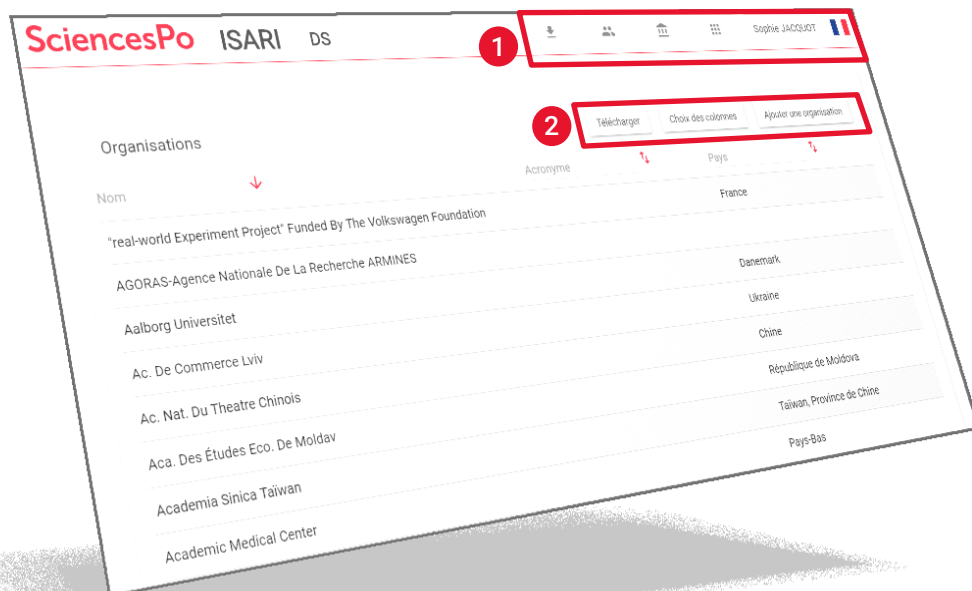 SciencesPo ISARI DS 1 Sophie JACQUOT
Organisations 2 Télécharger Choix des colonnes Ajouter une organisation
Nom Acronyme Pays
"real-world Experiment Project" Funded By The Volkswagen Foundation France
AGORAS-Agence Nationale De La Recherche ARMINES
Aalborg Universitet Danemark
Ac. De Commerce Lviv Ukraine
Ac. Nat. Du Theatre Chinois Chine
Aca. Des Études Eco. De Moldav République de Moldova
Academia Sinica Taïwan Taïwan, Province de Chine
Academic Medical Center Pays-Bas